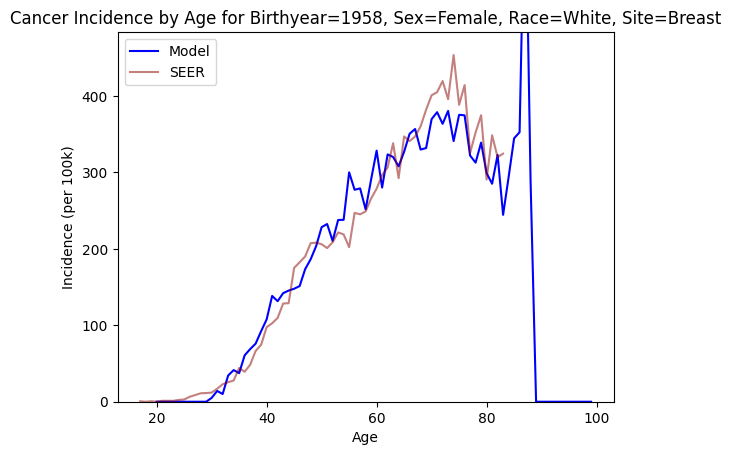 Cancer Incidence by Age for Birthyear=1958, Sex=Female, Race=White, Site=Breast
Model
SEER
400
300
200
100
0
Incidence (per 100k)
20 40 60 80 100
Age